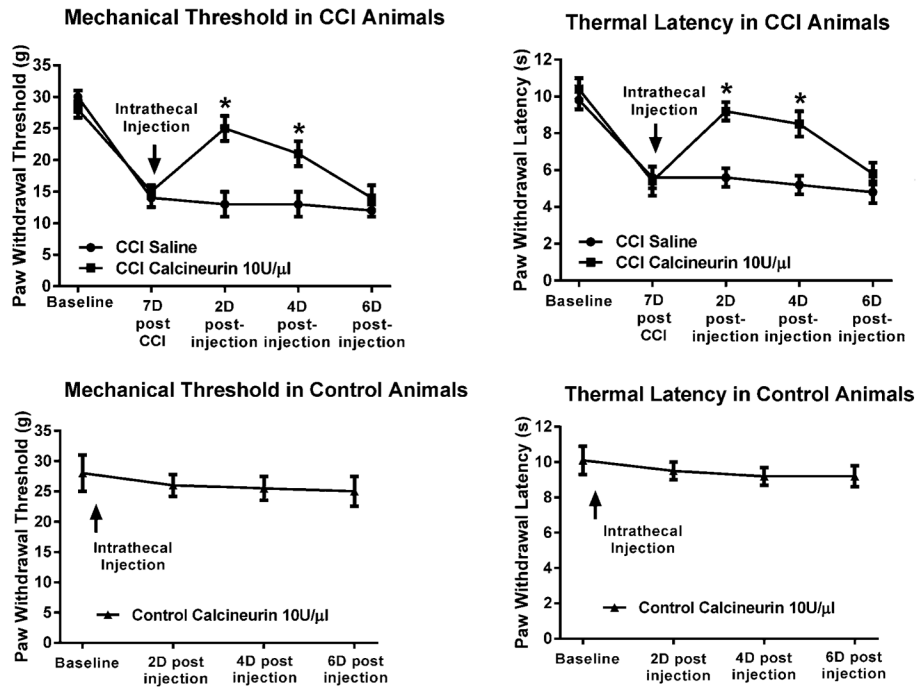 Mechanical Threshold in CCI Animals
Paw Withdrawal Threshold (g)
35
30
25
20
15
10
5
0
Intrathecal
Injection
*
*
CCI Saline
CCI Calcineurin 10U/µl
Baseline
7D
post
CCI
2D
post-
injection
4D
post-
injection
6D
post-
injection
Thermal Latency in CCI Animals
Paw Withdrawal Latency (s)
12
10
8
6
4
2
0
Intrathecal
Injection
*
*
CCI Saline
CCI Calcineurin 10U/µl
Baseline
7D
post
CCI
2D
post-
injection
4D
post-
injection
6D
post-
injection
Mechanical Threshold in Control Animals
Paw Withdrawal Threshold (g)
35
30
25
20
15
10
5
0
Intrathecal
Injection
Control Calcineurin 10U/µl
Baseline
2D post
injection
4D post
injection
6D post
injection
Thermal Latency in Control Animals
Paw Withdrawal Latency (s)
12
10
8
6
4
2
0
Intrathecal
Injection
Control Calcineurin 10U/µl
Baseline
2D post
injection
4D post
injection
6D post
injection